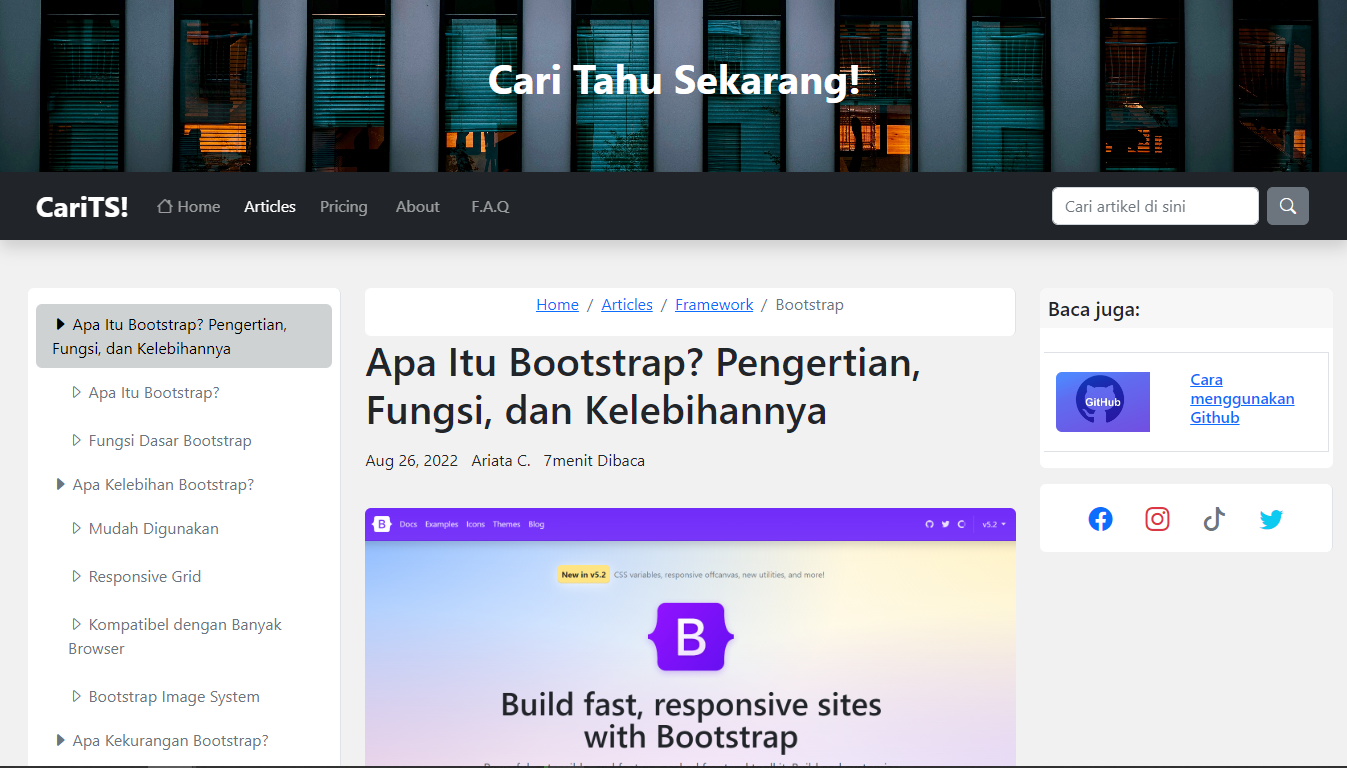 Cari Tahu Sekarang!
CariTS!
Home
Articles
Pricing
About
F.A.Q
Cari artikel di sini
Apa Itu Bootstrap? Pengertian,
Fungsi, dan Kelebihannya
Apa Itu Bootstrap?
Fungsi Dasar Bootstrap
Apa Kelebihan Bootstrap?
Mudah Digunakan
Responsive Grid
Kompatibel dengan Banyak
Browser
Bootstrap Image System
Apa Kekurangan Bootstrap?
Home / Articles / Framework / Bootstrap
Apa Itu Bootstrap? Pengertian,
Fungsi, dan Kelebihannya
Aug 26, 2022 Ariata C. 7menit Dibaca
B Docs Examples Icons Themes Blog v5.2
New in v5.2 CSS variables, responsive offcanvas, new utilities, and more!
B
Build fast, responsive sites
with Bootstrap
Baca juga:
GitHub
Cara
menggunakan
Github